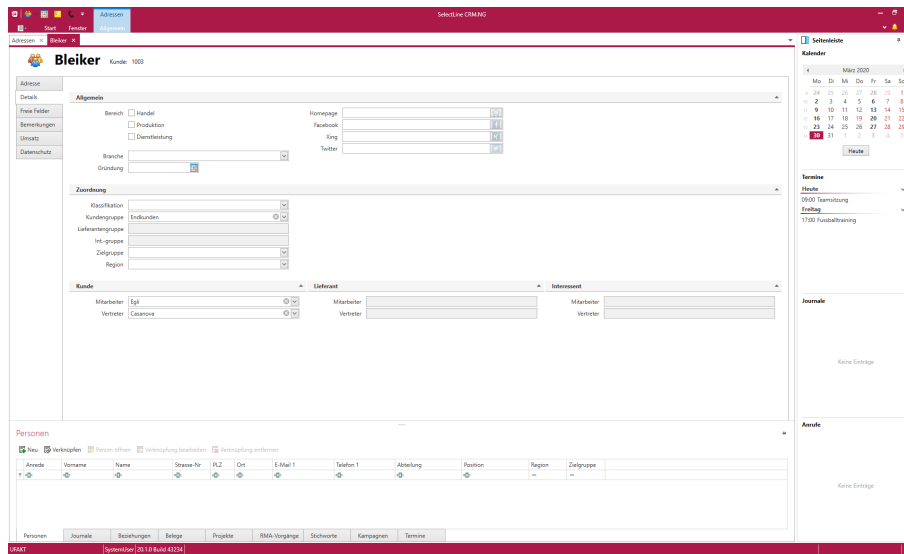 Adressen
SelectLine CRM.NG
Start Fenster Allgemein
Adressen × Bleiker ×
Bleiker Kunde: 1003
Adresse
Details
Freie Felder
Bemerkungen
Umsatz
Datenschutz
Allgemein
Bereich Handel
Produktion
Dienstleistung
Branche
Gründung
Homepage
Facebook
Xing
Twitter
Zuordnung
Klassifikation
Kundengruppe Endkunden
Lieferantengruppe
Int.-gruppe
Zielgruppe
Region
Kunde Lieferant Interessent
Mitarbeiter Egli Mitarbeiter Mitarbeiter
Vertreter Casanova Vertreter Vertreter
Personen
Neu Verknüpfen Person öffnen Verknüpfung bearbeiten Verknüpfung entfernen
Anrede Vorname Name Strasse-Nr PLZ Ort E-Mail 1 Telefon 1 Abteilung Position Region Zielgruppe
Personen Journale Beziehungen Belege Projekte RMA-Vorgänge Stichworte Kampagnen Termine
UFAKT SystemUser 20.1.0 Build 43234
Seitenleiste
Kalender
März 2020
Mo Di Mi Do Fr Sa So
24 25 26 27 28 29 1
2 3 4 5 6 7 8
9 10 11 12 13 14 15
16 17 18 19 20 21 22
23 24 25 26 27 28 29
30 31 1 2 3 4 5
Heute
Termine
Heute
09:00 Teamsitzung
Freitag
17:00 Fussballtraining
Journale
Keine Einträge
Anrufe
Keine Einträge